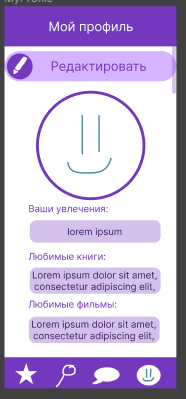 Мой профиль
Редактировать
Ваши увлечения:
lorem ipsum
Любимые книги:
Lorem ipsum dolor sit amet,
consectetur adipiscing elit,
Любимые фильмы:
Lorem ipsum dolor sit amet,
consectetur adipiscing elit,